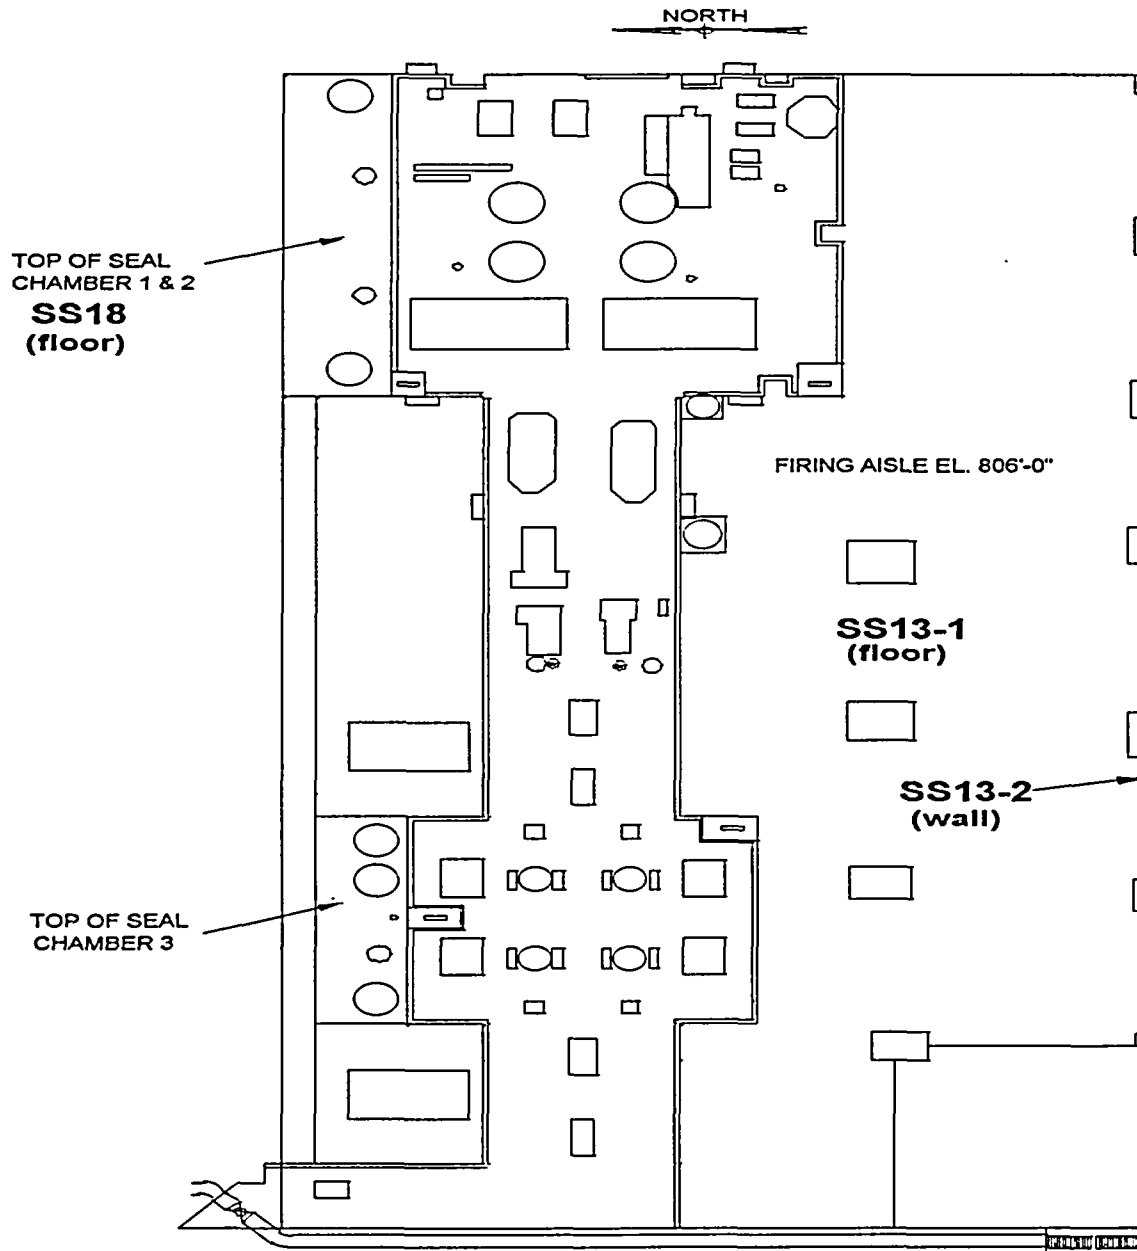 NORTH
TOP OF SEAL
CHAMBER 1 & 2
SS18
(floor)
FIRING AISLE EL. 806'-0"
SS13-1
(floor)
SS13-2
(wall)
TOP OF SEAL
CHAMBER 3